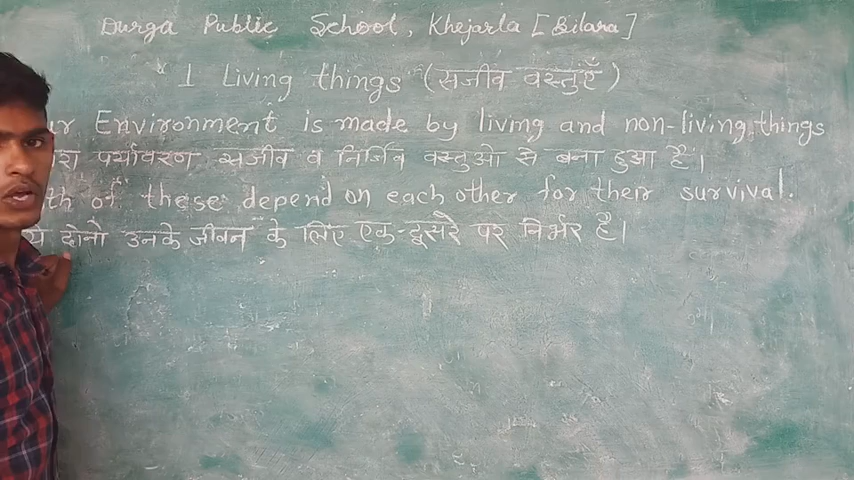 Durga Public School, Khejarla [Bilara]
1 Living things (सजीव वस्तुएँ)
ur Environment is made by living and non-living things
रा पर्यावरण सजीव व निर्जिव वस्तुओ से बना हुआ है।
th of these depend on each other for their survival.
ये दोनो उनके जीवन के लिए एक-दूसरे पर निर्भर है।